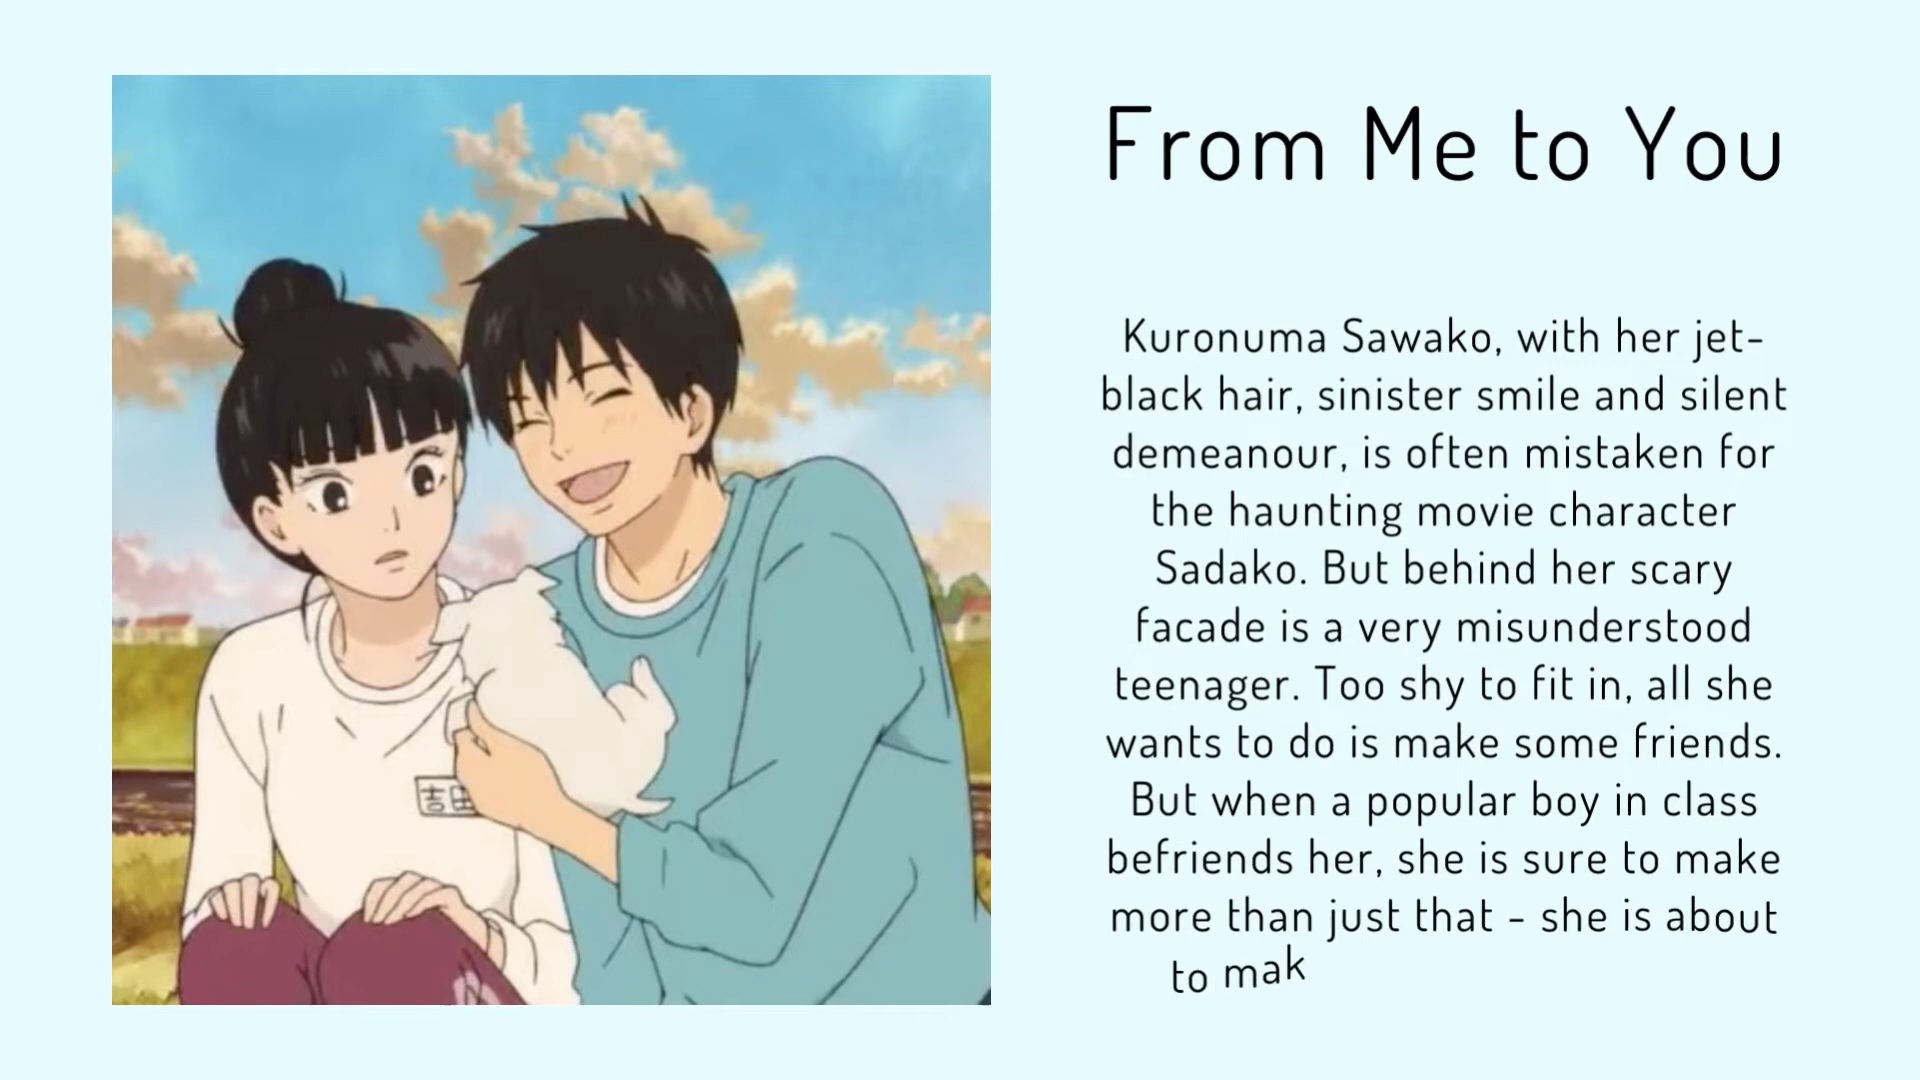 From Me to You
Kuronuma Sawako, with her jet-
black hair, sinister smile and silent
demeanour, is often mistaken for
the haunting movie character
Sadako. But behind her scary
facade is a very misunderstood
teenager. Too shy to fit in, all she
wants to do is make some friends.
But when a popular boy in class
befriends her, she is sure to make
more than just that - she is about
to mak
吉田